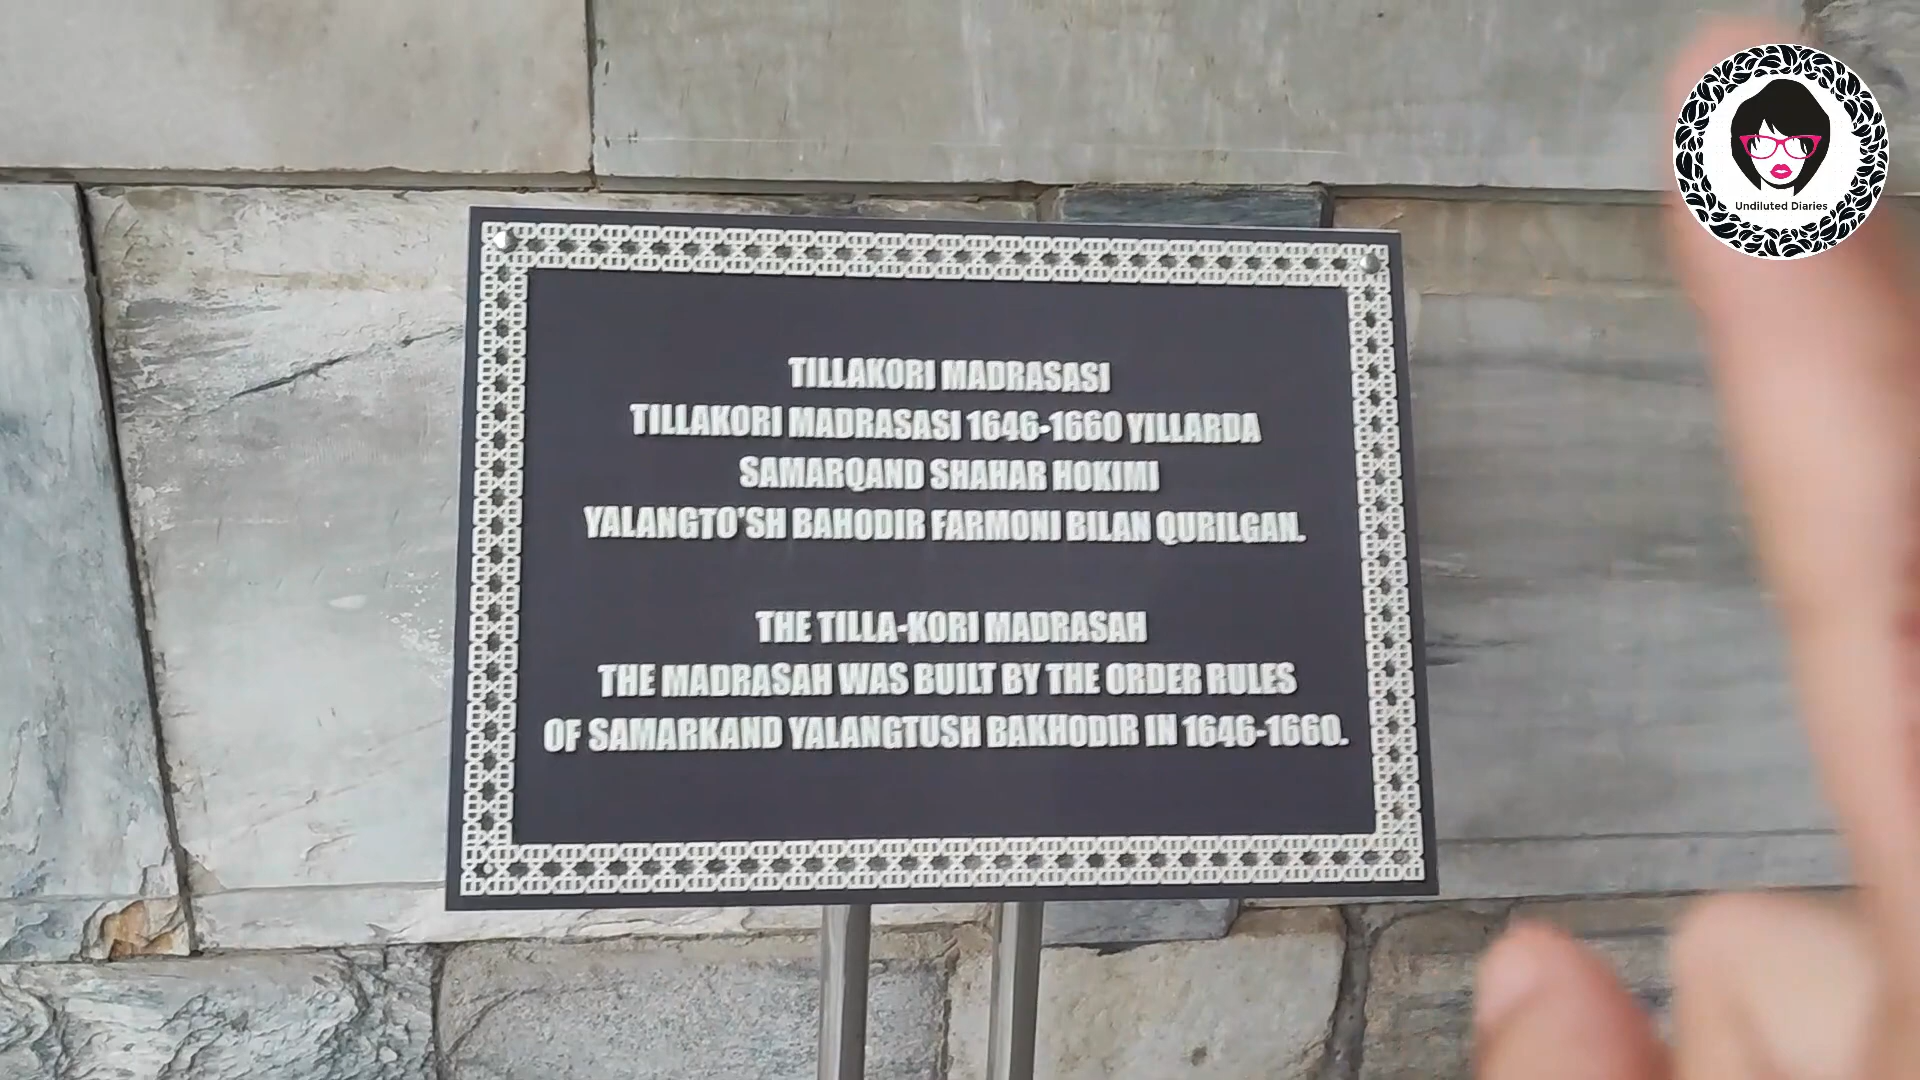 TILLAKORI MADRASASI
TILLAKORI MADRASASI 1646-1660 YILLARDA
SAMARQAND SHAHAR HOKIMI
YALANGTO'SH BAHODIR FARMONI BILAN QURILGAN.
THE TILLA-KORI MADRASAH
THE MADRASAH WAS BUILT BY THE ORDER RULES
OF SAMARKAND YALANGTUSH BAKHODIR IN 1646-1660.
Undiluted Diaries